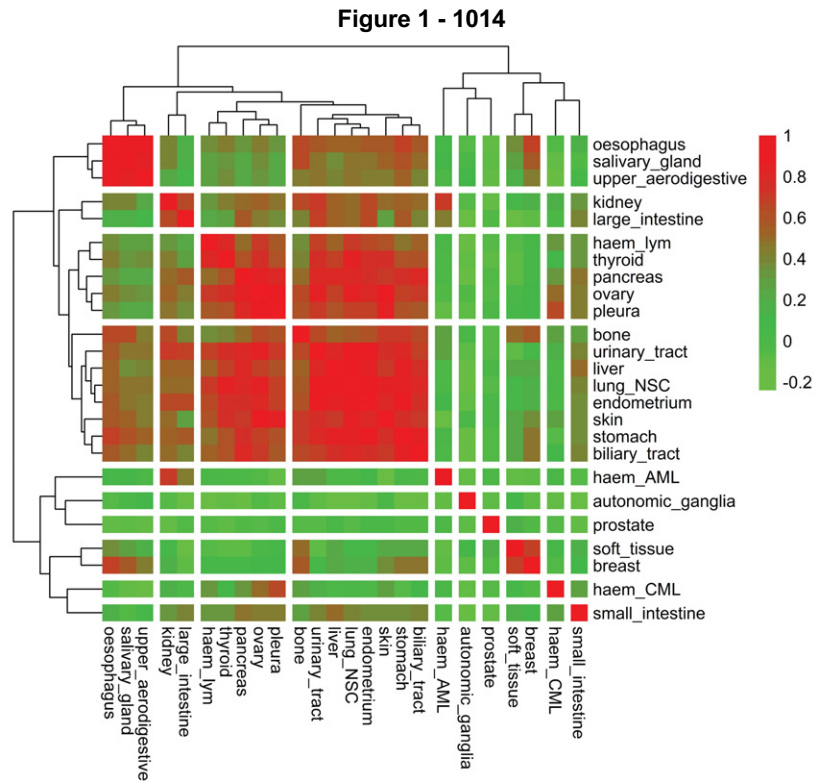 Figure 1 - 1014
oesophagus
salivary_gland
upper_aerodigestive
kidney
large_intestine
haem_lym
thyroid
pancreas
ovary
pleura
bone
urinary_tract
liver
lung_NSC
endometrium
skin
stomach
biliary_tract
haem_AML
autonomic_ganglia
prostate
soft_tissue
breast
haem_CML
small_intestine
1
0.8
0.6
0.4
0.2
0
-0.2
oesophagus
salivary_gland
upper_aerodigestive
kidney
large_intestine
haem_lym
thyroid
pancreas
ovary
pleura
bone
urinary_tract
liver
lung_NSC
endometrium
skin
stomach
biliary_tract
haem_AML
autonomic_ganglia
prostate
soft_tissue
breast
haem_CML
small_intestine